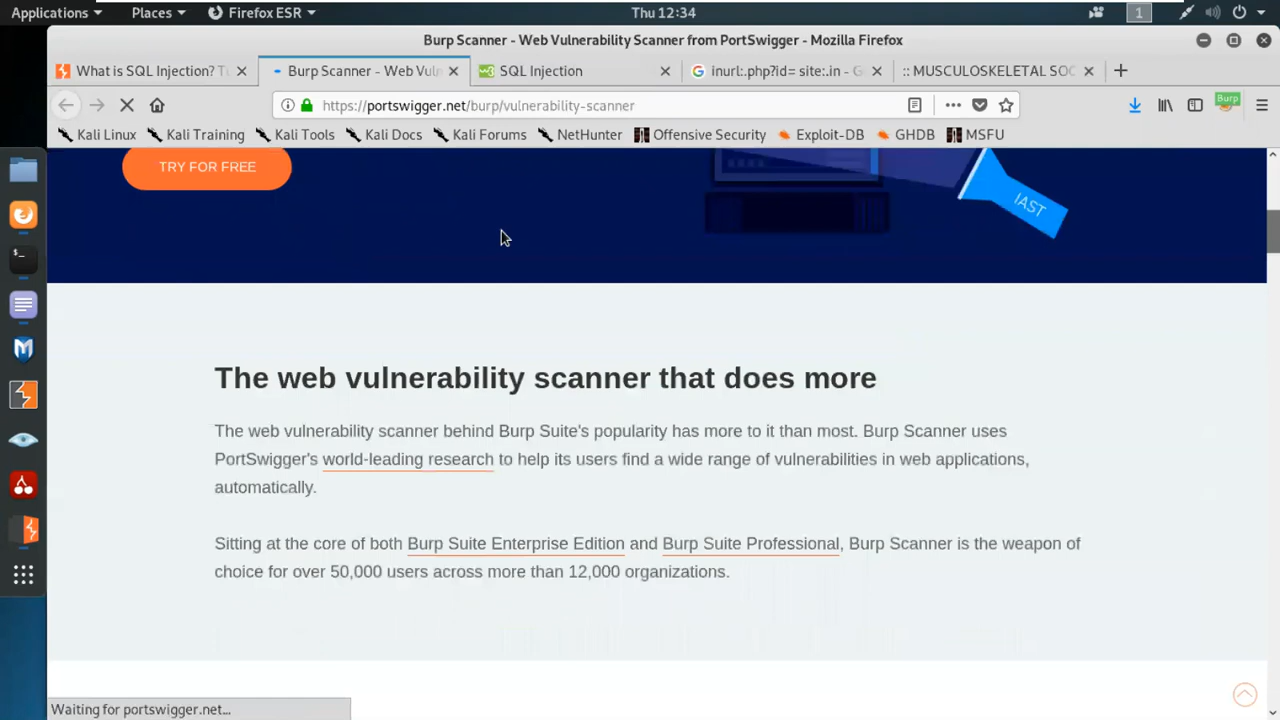 Applications Places Firefox ESR Thu 12:34 1
Burp Scanner - Web Vulnerability Scanner from PortSwigger - Mozilla Firefox
What is SQL Injection? Tu Burp Scanner - Web Vuln SQL Injection inurl:.php?id= site:.in - G :: MUSCULOSKELETAL SOC
https://portswigger.net/burp/vulnerability-scanner Burp
Kali Linux Kali Training Kali Tools Kali Docs Kali Forums NetHunter Offensive Security Exploit-DB GHDB MSFU
TRY FOR FREE
IAST
The web vulnerability scanner that does more
The web vulnerability scanner behind Burp Suite's popularity has more to it than most. Burp Scanner uses
PortSwigger's world-leading research to help its users find a wide range of vulnerabilities in web applications,
automatically.
Sitting at the core of both Burp Suite Enterprise Edition and Burp Suite Professional, Burp Scanner is the weapon of
choice for over 50,000 users across more than 12,000 organizations.
Waiting for portswigger.net...